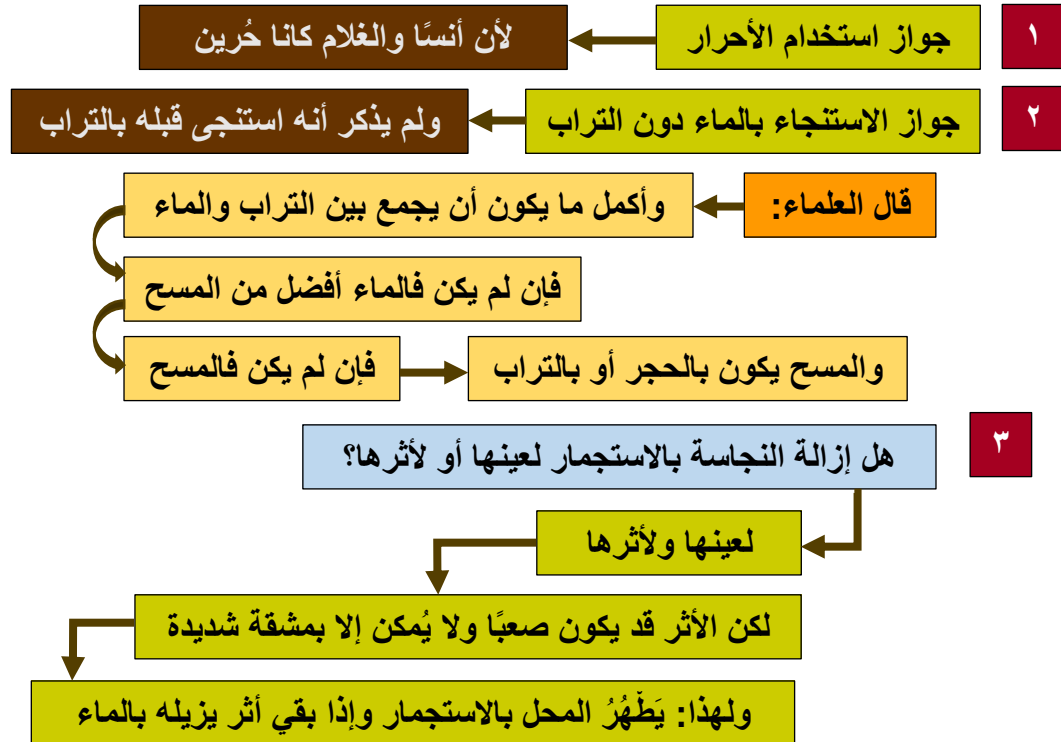 ١ جواز استخدام الأحرار لأن أنسًا والغلام كانا حُرين
٢ جواز الاستنجاء بالماء دون التراب ولم يذكر أنه استنجى قبله بالتراب
قال العلماء: وأكمل ما يكون أن يجمع بين التراب والماء
فإن لم يكن فالماء أفضل من المسح
فإن لم يكن فالمسح والمسح يكون بالحجر أو بالتراب
٣ هل إزالة النجاسة بالاستجمار لعينها أو لأثرها؟
لعينها ولأثرها
لكن الأثر قد يكون صعبًا ولا يُمكن إلا بمشقة شديدة
ولهذا: يَطّهُرُ المحل بالاستجمار وإذا بقي أثر يزيله بالماء